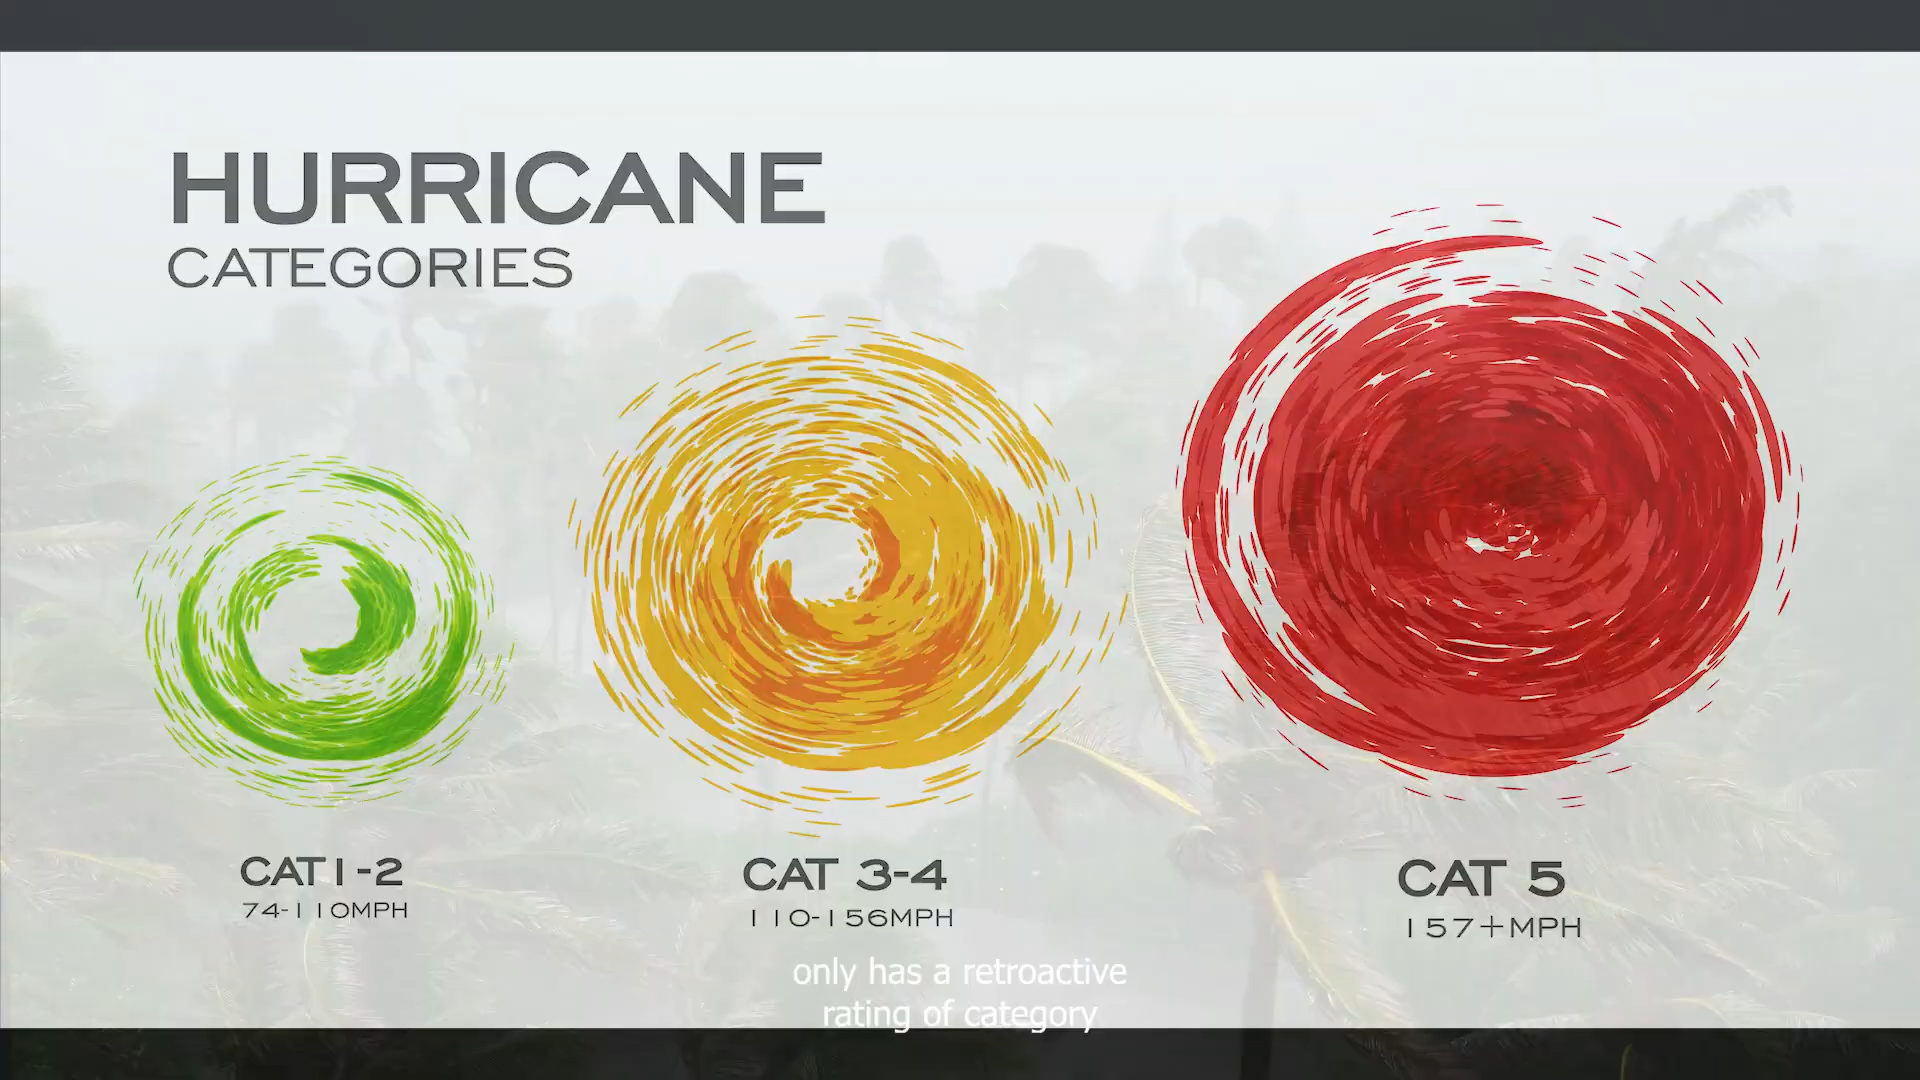 HURRICANE
CATEGORIES
CAT 1-2
74-110MPH
CAT 3-4
110-156MPH
CAT 5
157+MPH
only has a retroactive
rating of category